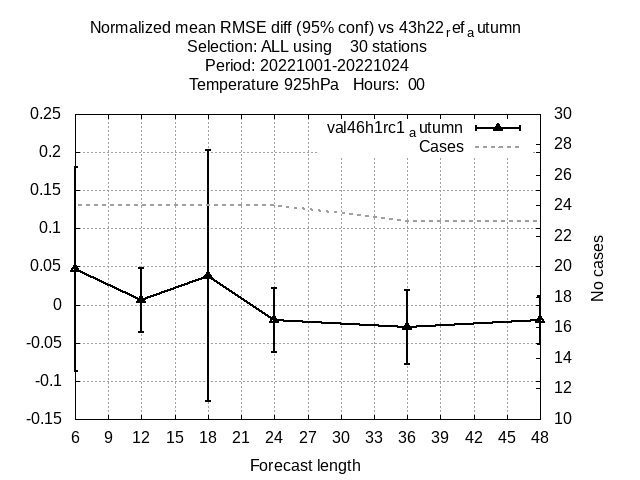 Normalized mean RMSE diff (95% conf) vs 43h22refautumn
Selection: ALL using 30 stations
Period: 20221001-20221024
Temperature 925hPa Hours: 00
val46h1rc1autumn
Cases
0.25
0.2
0.15
0.1
0.05
0
-0.05
-0.1
-0.15
30
28
26
24
22
20
18
16
14
12
10
No cases
6 9 12 15 18 21 24 27 30 33 36 39 42 45 48
Forecast length